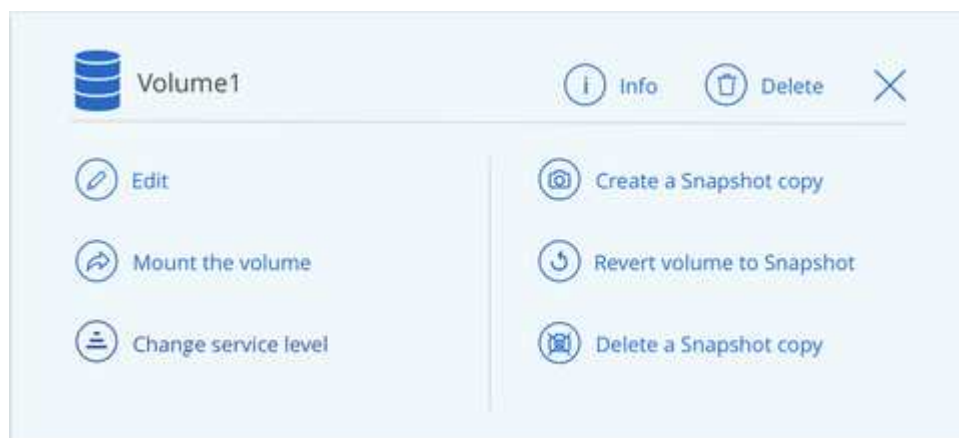 Volume1
Info
Delete
Edit
Mount the volume
Change service level
Create a Snapshot copy
Revert volume to Snapshot
Delete a Snapshot copy